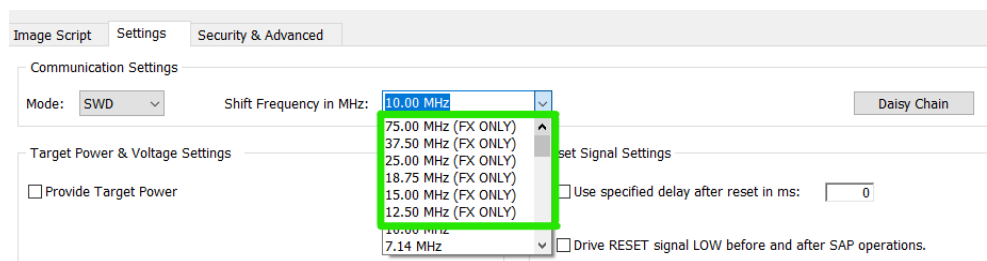 Image Script Settings Security & Advanced
Communication Settings
Mode: SWD Shift Frequency in MHz: 10.00 MHz Daisy Chain
75.00 MHz (FX ONLY)
37.50 MHz (FX ONLY)
25.00 MHz (FX ONLY)
18.75 MHz (FX ONLY)
15.00 MHz (FX ONLY)
12.50 MHz (FX ONLY)
10.00 MHz
7.14 MHz
Target Power & Voltage Settings
Provide Target Power
set Signal Settings
Use specified delay after reset in ms: 0
Drive RESET signal LOW before and after SAP operations.